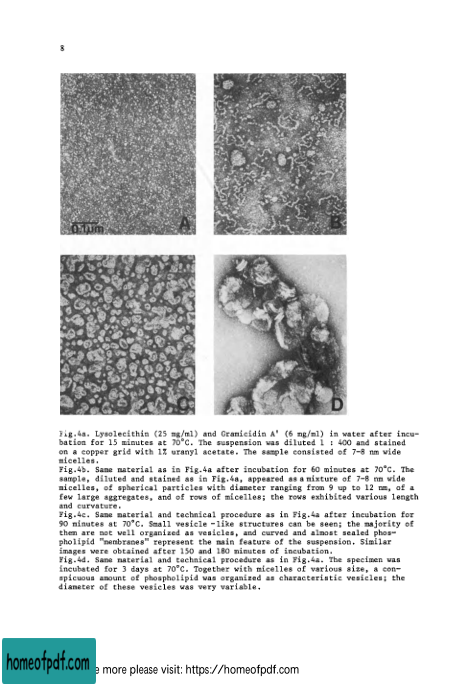 8
A
0.1μm
B
C
D
Fig.4a. Lysolecithin (25 mg/ml) and Gramicidin A' (6 mg/ml) in water after incu-
bation for 15 minutes at 70°C. The suspension was diluted 1 : 400 and stained
on a copper grid with 1% uranyl acetate. The sample consisted of 7-8 nm wide
micelles.
Fig.4b. Same material as in Fig.4a after incubation for 60 minutes at 70°C. The
sample, diluted and stained as in Fig.4a, appeared as a mixture of 7-8 nm wide
micelles, of spherical particles with diameter ranging from 9 up to 12 nm, of a
few large aggregates, and of rows of micelles; the rows exhibited various length
and curvature.
Fig.4c. Same material and technical procedure as in Fig.4a after incubation for
90 minutes at 70°C. Small vesicle -like structures can be seen; the majority of
them are not well organized as vesicles, and curved and almost sealed phos-
pholipid "membranes" represent the main feature of the suspension. Similar
images were obtained after 150 and 180 minutes of incubation.
Fig.4d. Same material and technical procedure as in Fig.4a. The specimen was
incubated for 3 days at 70°C. Together with micelles of various size, a con-
spicuous amount of phospholipid was organized as characteristic vesicles; the
diameter of these vesicles was very variable.
homeofpdf.com
e more please visit: https://homeofpdf.com